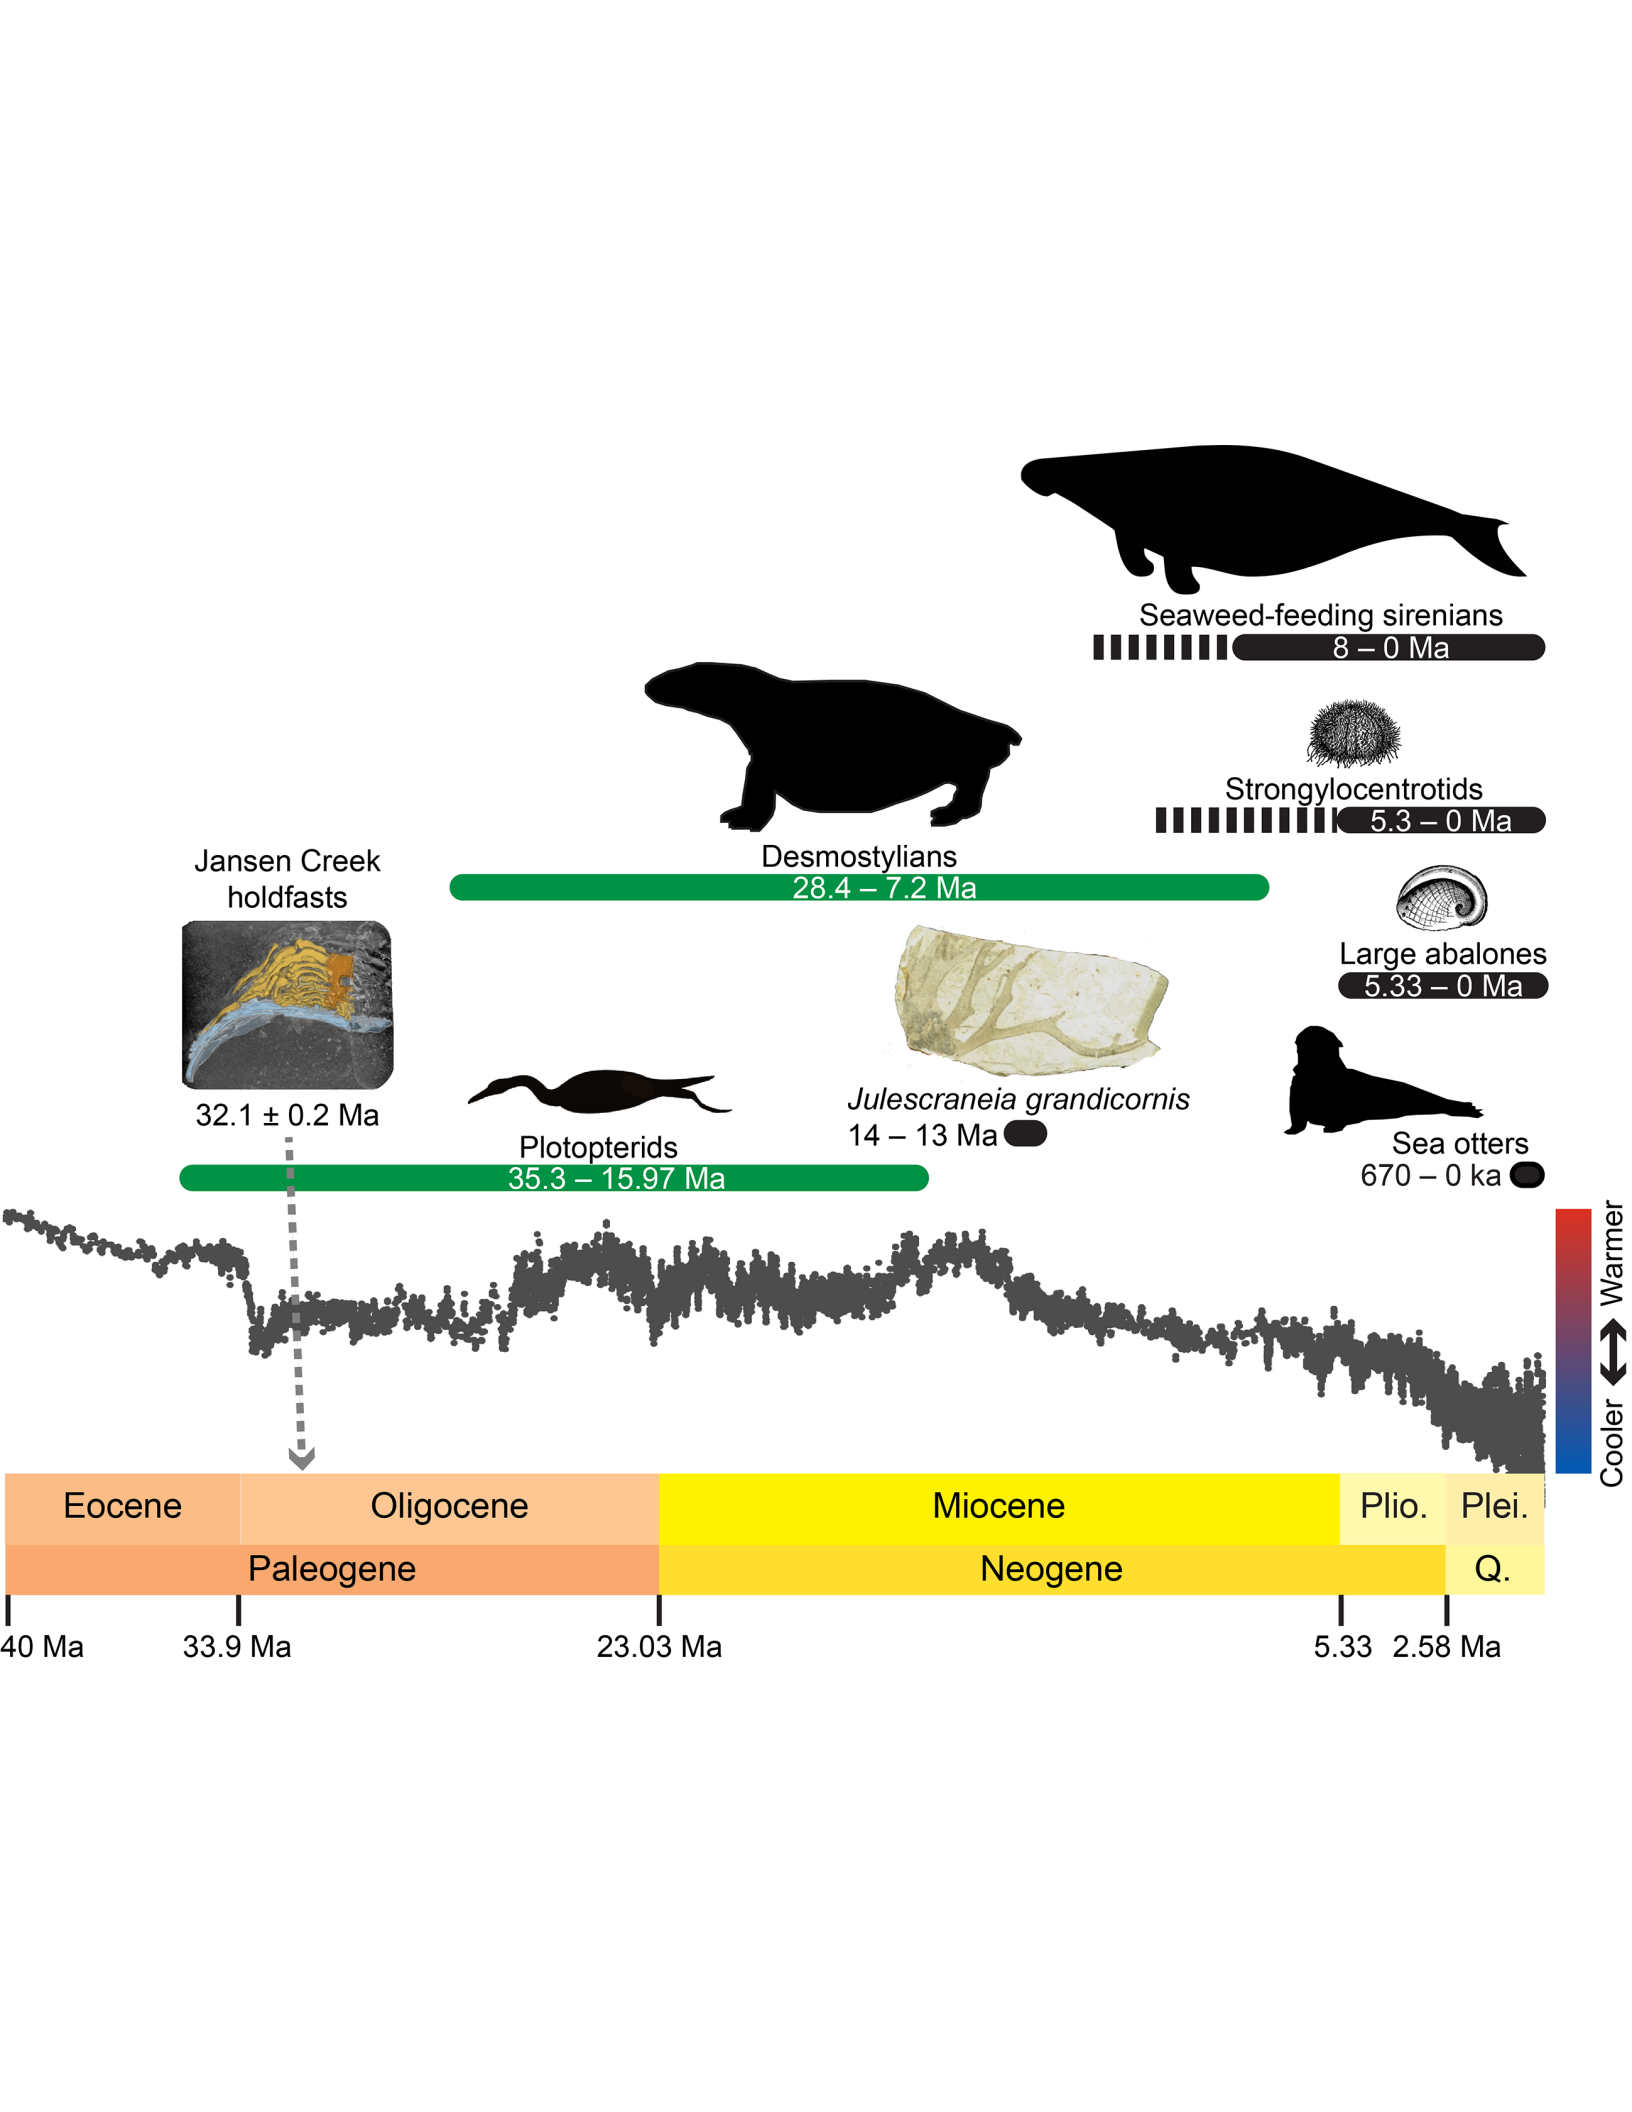 Seaweed-feeding sirenians
8 – 0 Ma
Strongylocentrotids
5.3 – 0 Ma
Desmostylians
28.4 – 7.2 Ma
Jansen Creek
holdfasts
32.1 ± 0.2 Ma
Large abalones
5.33 – 0 Ma
Julescraneia grandicornis
14 – 13 Ma
Plotopterids
35.3 – 15.97 Ma
Sea otters
670 – 0 ka
Cooler
Warmer
Eocene
Oligocene
Miocene
Plio.
Plei.
Paleogene
Neogene
Q.
40 Ma
33.9 Ma
23.03 Ma
5.33
2.58 Ma